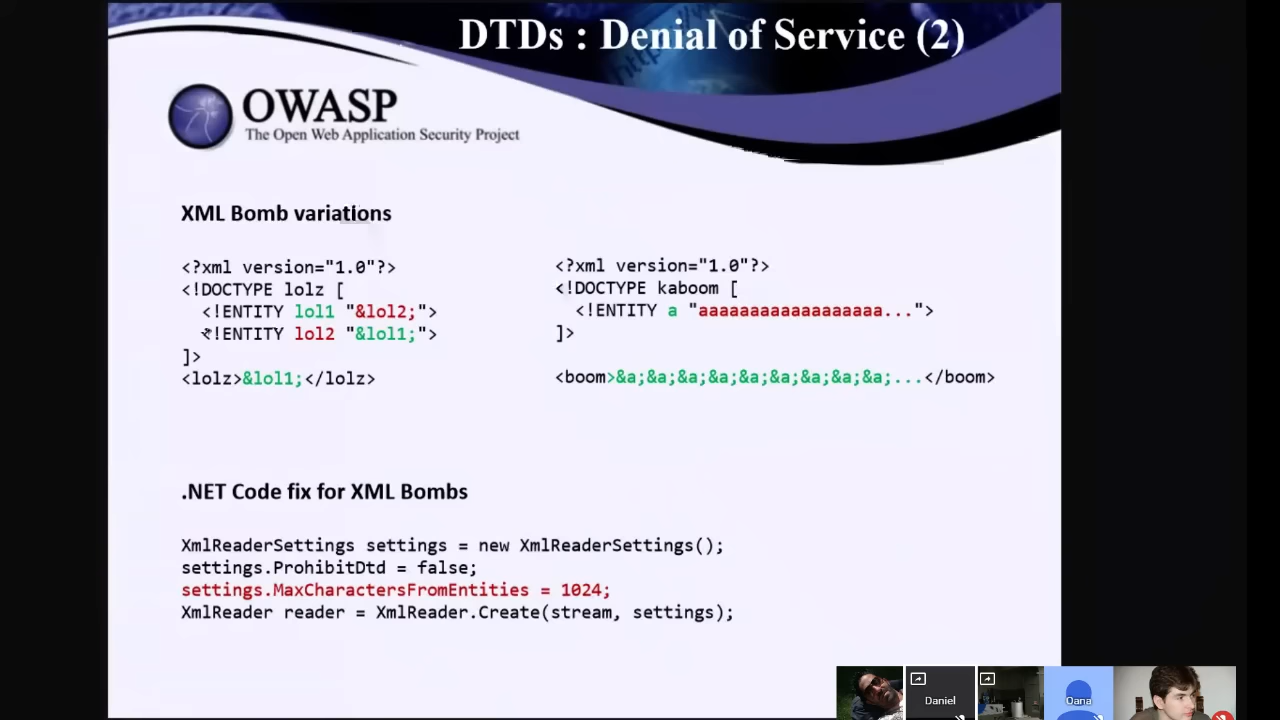 DTDs : Denial of Service (2)
http
OWASP
The Open Web Application Security Project
XML Bomb variations
<?xml version="1.0"?>
<!DOCTYPE lolz [
<!ENTITY lol1 "&lol2;">
<!ENTITY lol2 "&lol1;">
]>
<lolz>&lol1;</lolz>
<?xml version="1.0"?>
<!DOCTYPE kaboom [
<!ENTITY a "aaaaaaaaaaaaaaaaaa...">
]>
<boom>&a;&a;&a;&a;&a;&a;&a;&a;&a;...</boom>
.NET Code fix for XML Bombs
XmlReaderSettings settings = new XmlReaderSettings();
settings.ProhibitDtd = false;
settings.MaxCharactersFromEntities = 1024;
XmlReader reader = XmlReader.Create(stream, settings);
Daniel
Oana